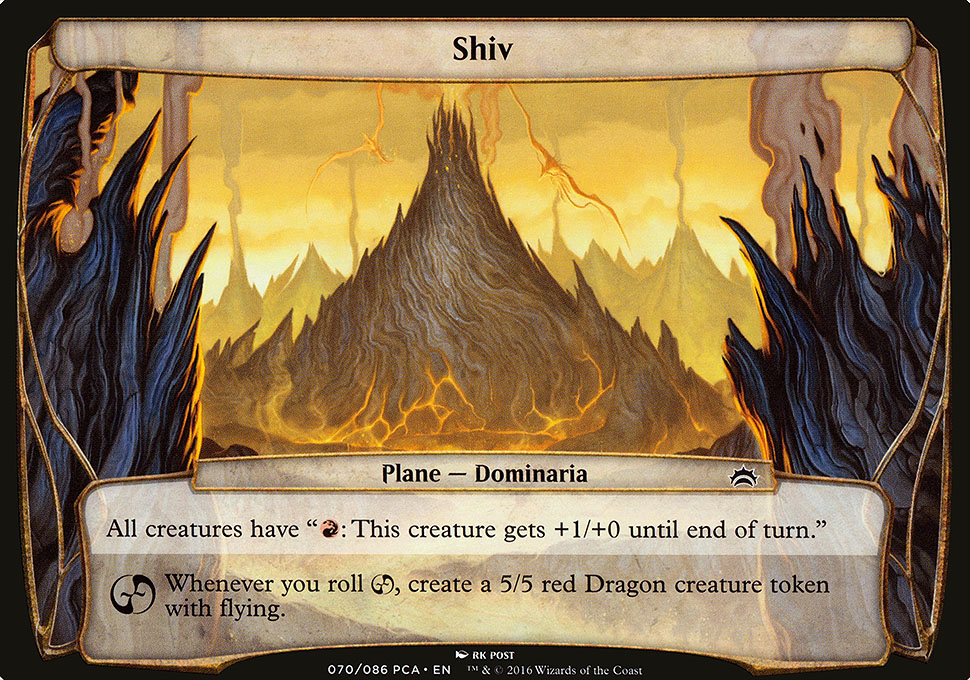 Shiv
Plane — Dominaria
All creatures have “: This creature gets +1/+0 until end of turn.”
Whenever you roll , create a 5/5 red Dragon creature token
with flying.
RK POST
070/086 PCA • EN ™ & © 2016 Wizards of the Coast